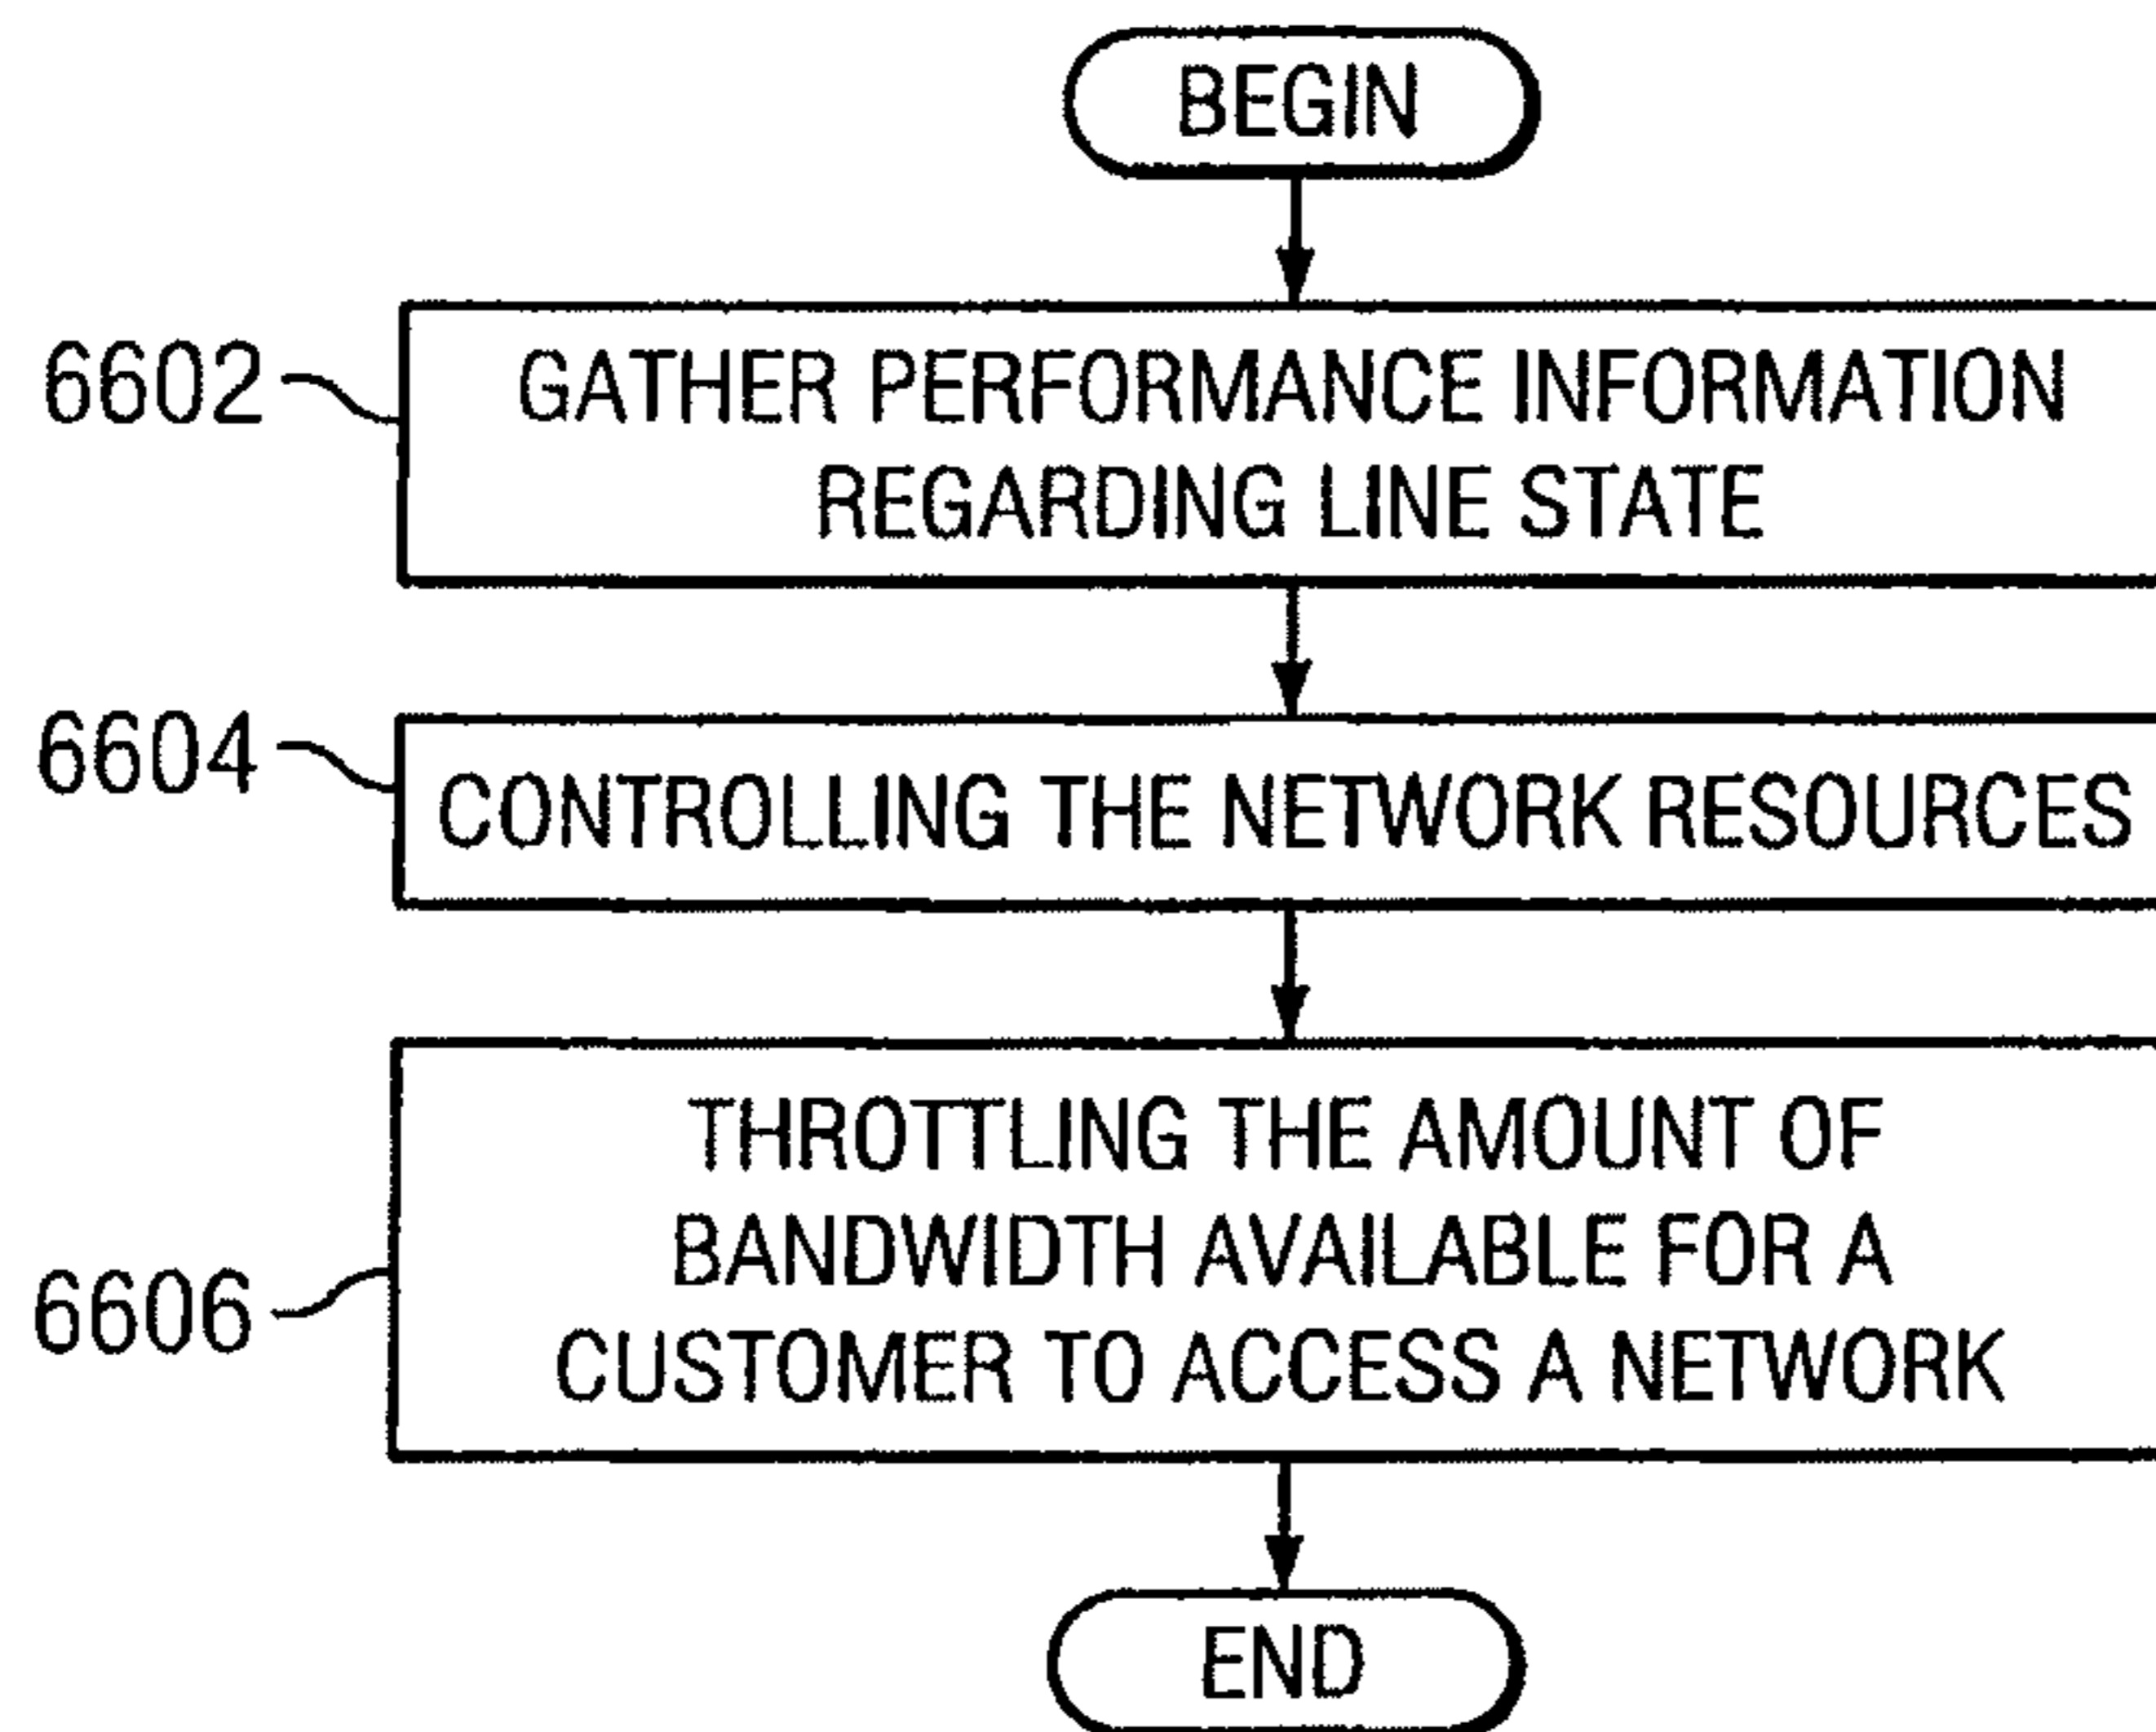 BEGIN
6602
GATHER PERFORMANCE INFORMATION
REGARDING LINE STATE
6604
CONTROLLING THE NETWORK RESOURCES
6606
THROTTLING THE AMOUNT OF
BANDWIDTH AVAILABLE FOR A
CUSTOMER TO ACCESS A NETWORK
END